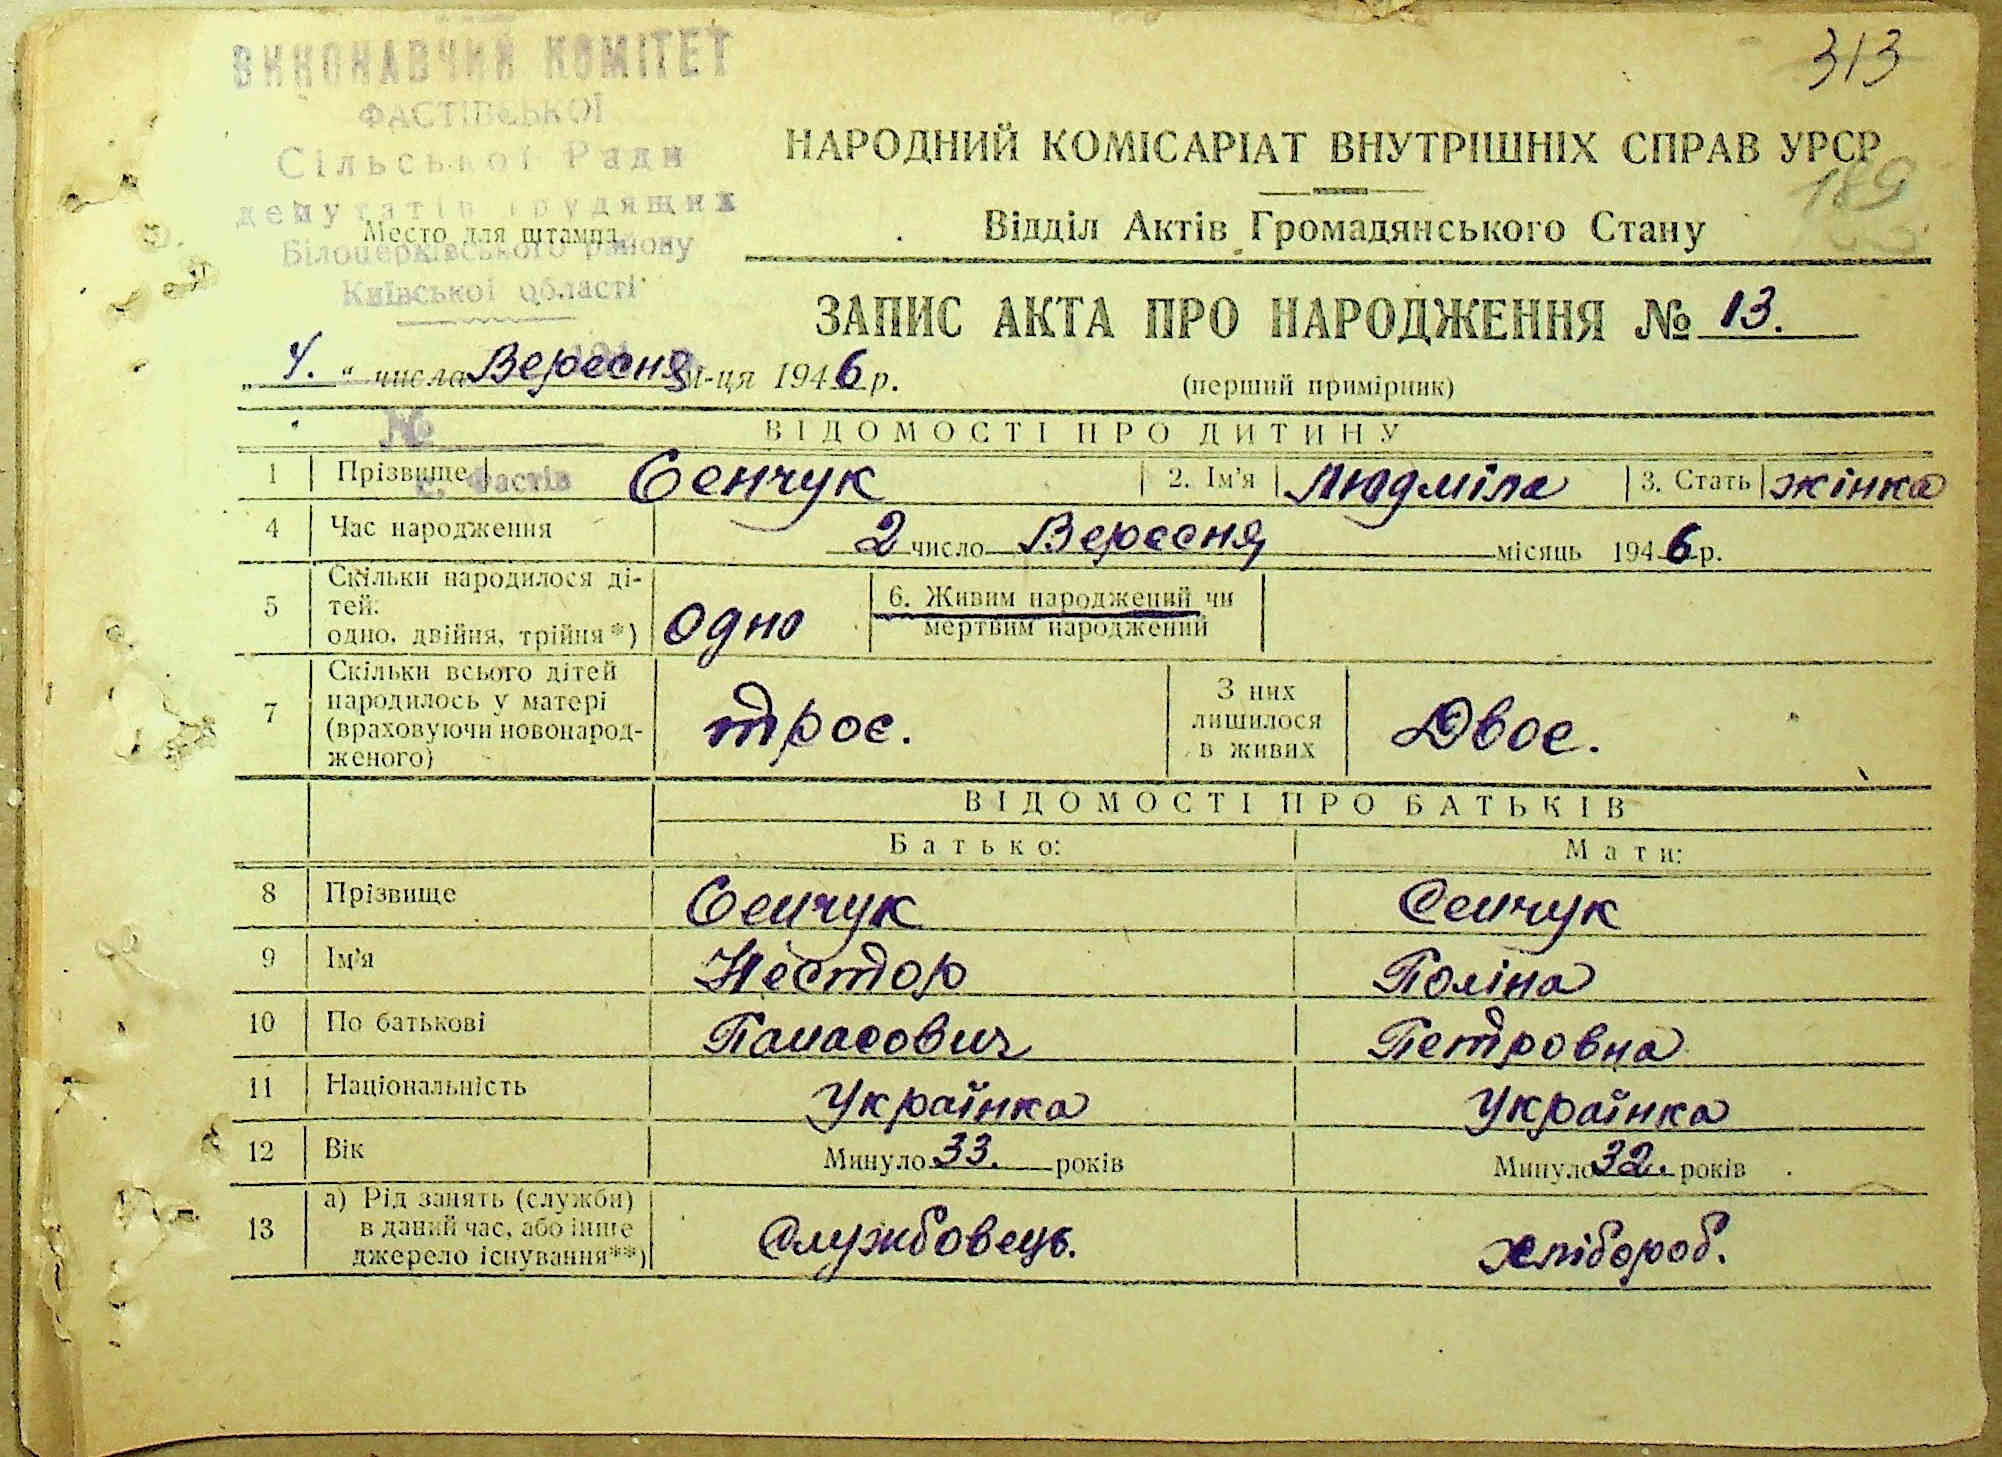 313
ВИКОНАВЧИЙ КОМІТЕТ
ФАСТІВСЬКОЇ
Сільської Ради
депутатів трудящих
Білоцерківського району
Київської області
Место для штампа
НАРОДНИЙ КОМІСАРІАТ ВНУТРІШНІХ СПРАВ УРСР
189
Відділ Актів Громадянського Стану
ЗАПИС АКТА ПРО НАРОДЖЕННЯ № 13.
„4.“ числа Вересня м-ця 1946 р.
(перший примірник)
№
с. Фастів
ВІДОМОСТІ ПРО ДИТИНУ
1 Прізвище Сенчук 2. Ім'я Людміла 3. Стать жінка
4 Час народження 2 число Вересня місяць 1946 р.
5 Скільки народилося ді-
тей:
одно, двійня, трійня*) Одно
6. Живим народжений чи
мертвим народжений
7 Скільки всього дітей
народилось у матері
(враховуючи новонарод-
женого) троє.
З них
лишилося
в живих Двоє.
ВІДОМОСТІ ПРО БАТЬКІВ
Батько: Мати:
8 Прізвище Сенчук Сенчук
9 Ім'я Нестор Поліна
10 По батькові Панасович Петровна
11 Національність Українка Українка
12 Вік Минуло 33. років Минуло 32. років
13 а) Рід занять (служби)
в даний час, або інше
джерело існування**) Службовець. хлібороб.